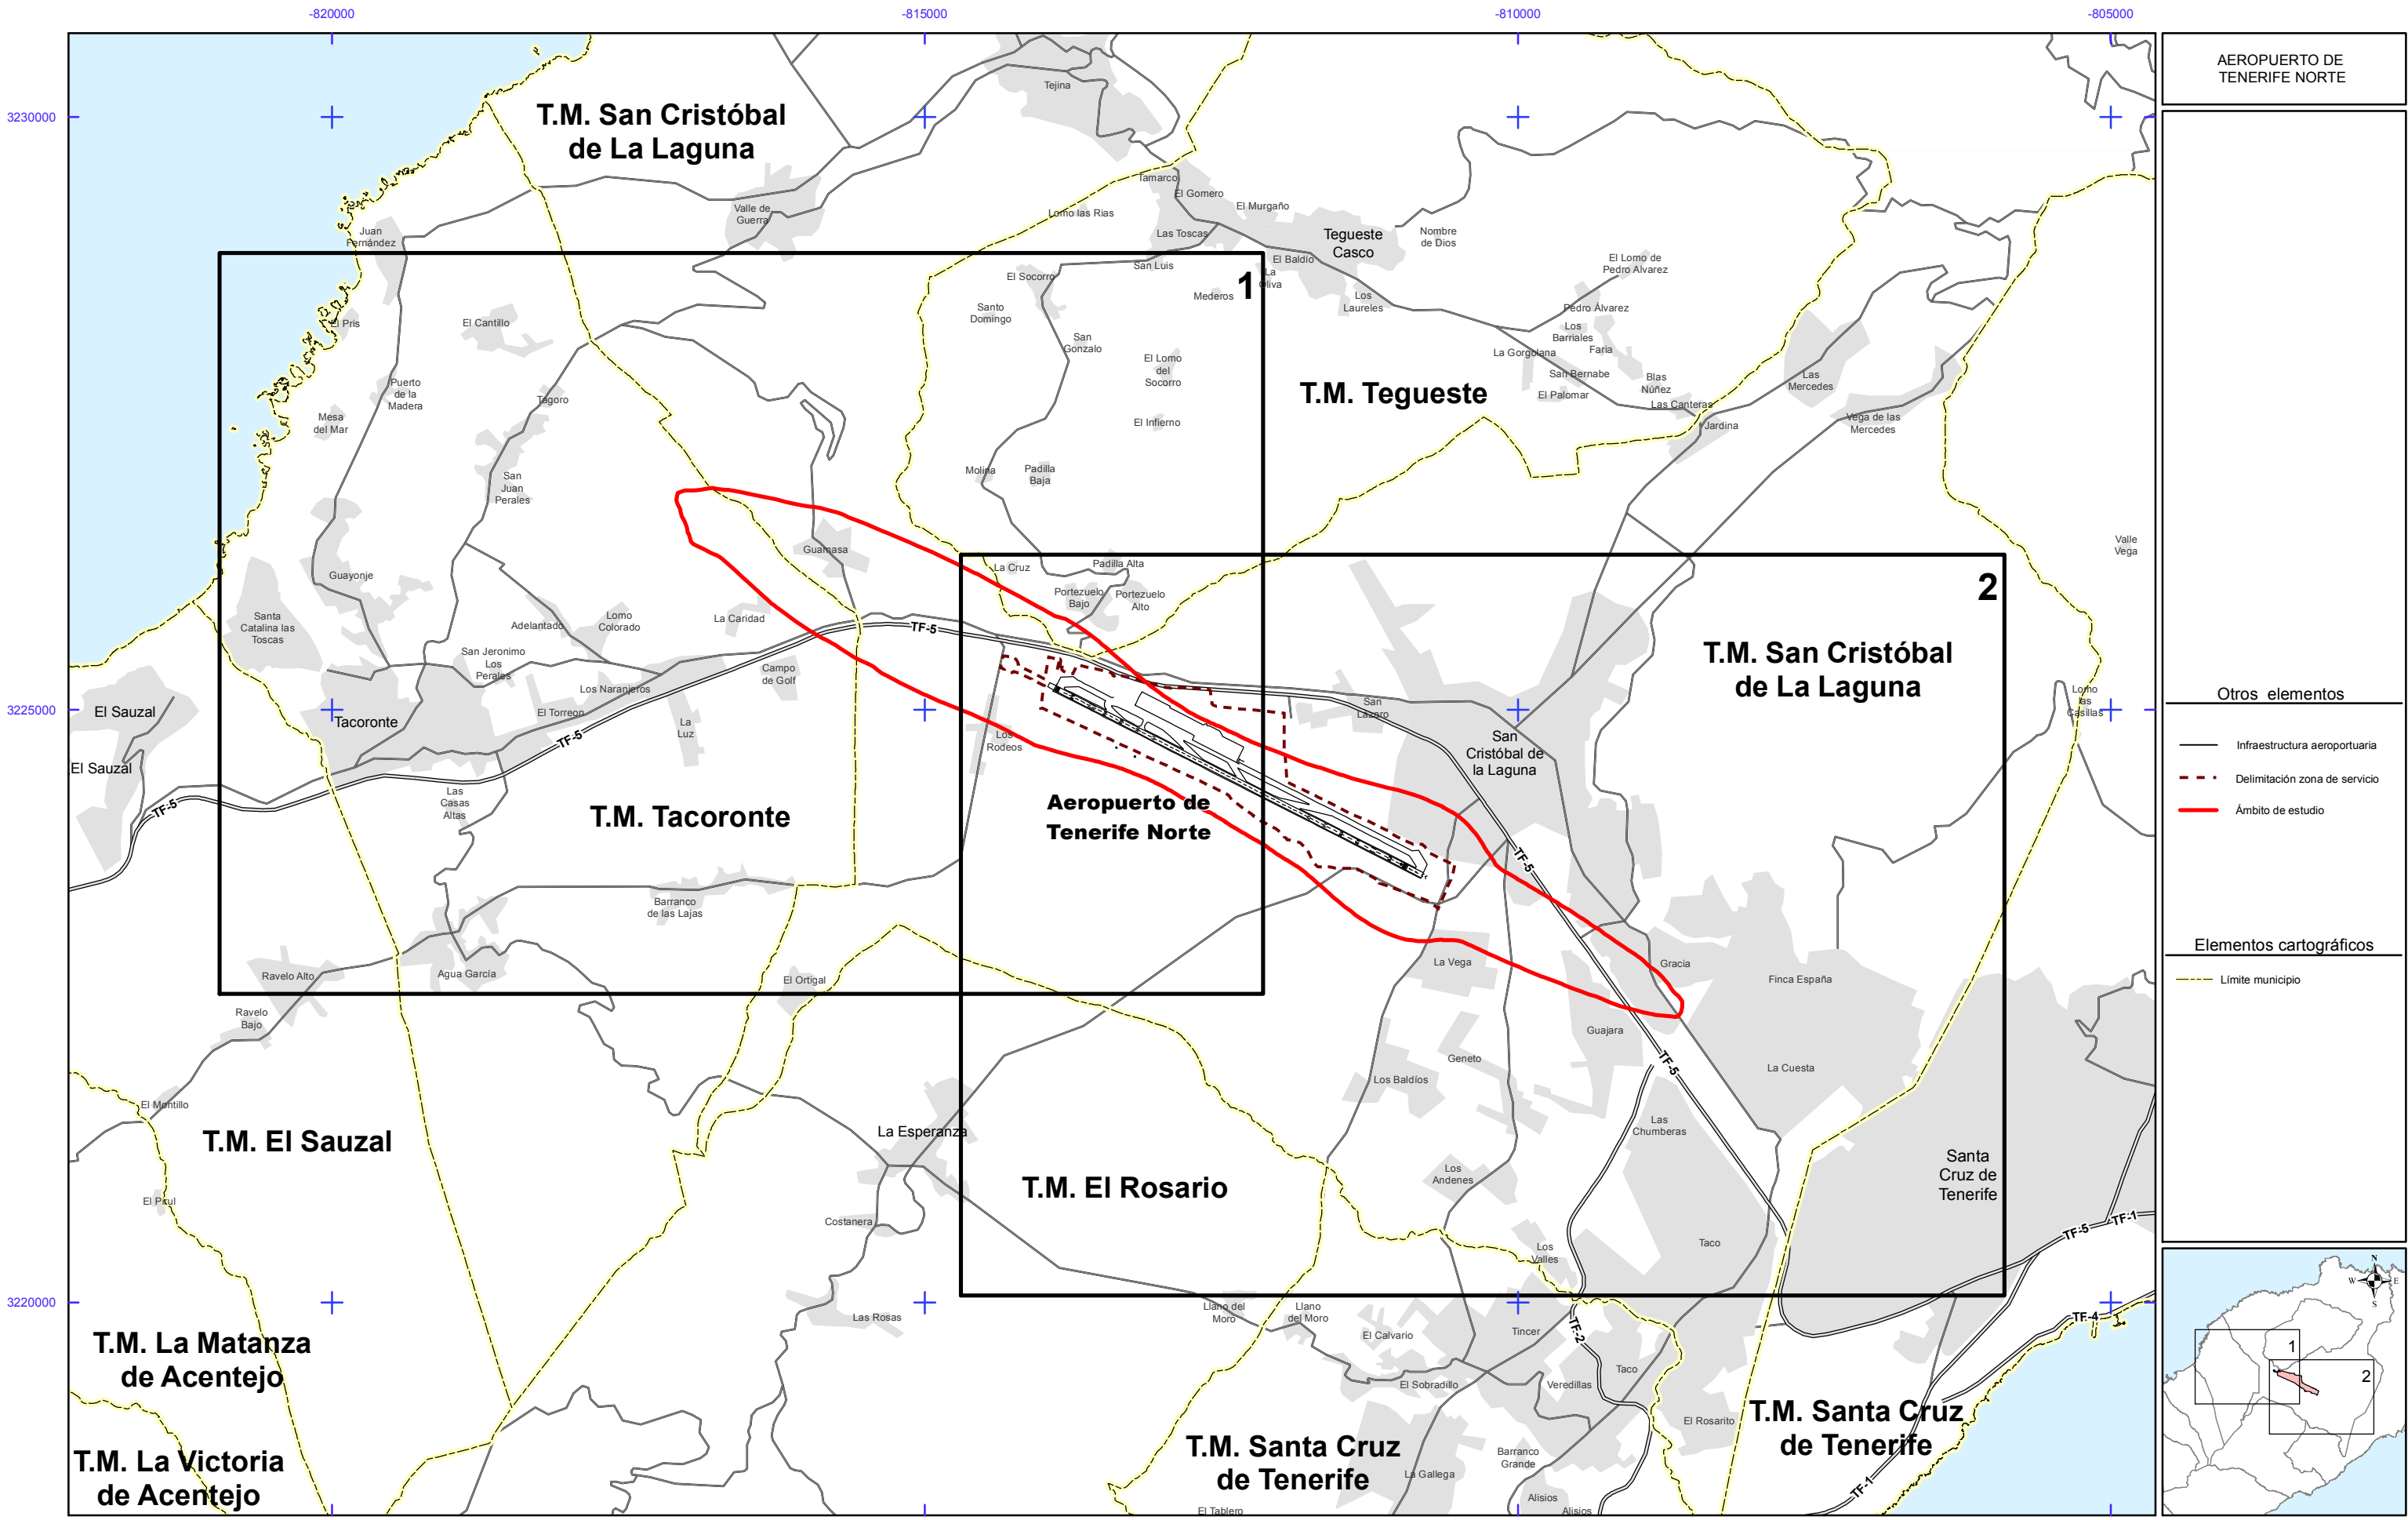 -820000
-815000
-810000
-805000
3230000
3225000
3220000
AEROPUERTO DE
TENERIFE NORTE
T.M. San Cristóbal
de La Laguna
Tejina
Valle de
Guerra
Juan
Fernández
Tamarco
El Gomero
Lomo las Rias
El Murgaño
Las Toscas
Tegueste
Casco
Nombre
de Dios
El Baldío
San Luis
La
Oliva
El Socorro
Mederos
1
Los
Laureles
El Lomo de
Pedro Alvarez
Pedro Álvarez
Santo
Domingo
San
Gonzalo
El Lomo
del
Socorro
El Infierno
Los
Barriales
Faria
La Gorgolana
San Bernabe
El Palomar
Blas
Núñez
Las Canteras
Jardina
Las
Mercedes
Vega de las
Mercedes
T.M. Tegueste
El Pris
El Cantillo
Puerto
de la
Madera
Mesa
del Mar
Tagoro
San
Juan
Perales
Molina
Padilla
Baja
Guamasa
Valle
Vega
La Cruz
Padilla Alta
Portezuelo
Bajo
Portezuelo
Alto
2
Guayonje
Santa
Catalina las
Toscas
Adelantado
Lomo
Colorado
La Caridad
TF-5
San Jeronimo
Los
Perales
Los Naranjeros
Campo
de Golf
El Torreon
La
Luz
Tacoronte
TF-5
El Sauzal
El Sauzal
TF-5
Las
Casas
Altas
T.M. Tacoronte
Los
Rodeos
Aeropuerto de
Tenerife Norte
San
Lázaro
San
Cristóbal de
la Laguna
T.M. San Cristóbal
de La Laguna
Lomo
las
Casillas
TF-5
Barranco
de las Lajas
Agua García
Ravelo Alto
Ravelo
Bajo
El Ortigal
La Vega
Gracia
Finca España
Guajara
Geneto
Los Baldíos
La Cuesta
TF-5
Las
Chumberas
El Montillo
T.M. El Sauzal
El Pirul
La Esperanza
Costanera
Las Rosas
T.M. El Rosario
Los
Andenes
Los
Valles
Taco
Santa
Cruz de
Tenerife
TF-5
TF-1
TF-4
T.M. La Matanza
de Acentejo
T.M. La Victoria
de Acentejo
Llano del
Moro
Llano
del Moro
El Calvario
Tincer
TF-2
Taco
El Sobradillo
Veredillas
El Rosarito
T.M. Santa Cruz
de Tenerife
T.M. Santa Cruz
de Tenerife
Barranco
Grande
La Gallega
Alisios
Alisios
El Tablero
TF-1
Otros elementos
Infraestructura aeroportuaria
Delimitación zona de servicio
Ámbito de estudio
Elementos cartográficos
Límite municipio
N
W
E
S
1
2